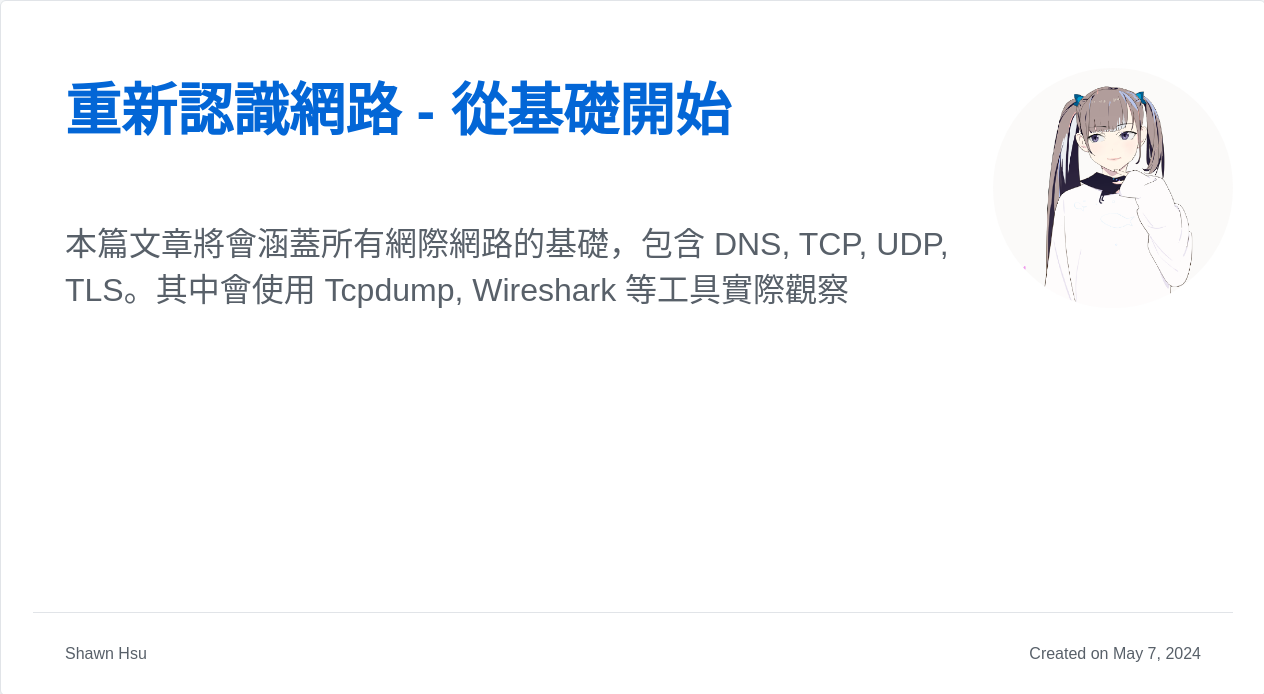 重新認識網路 - 從基礎開始
本篇文章將會涵蓋所有網際網路的基礎，包含 DNS, TCP, UDP,
TLS。其中會使用 Tcpdump, Wireshark 等工具實際觀察
Shawn Hsu
Created on May 7, 2024